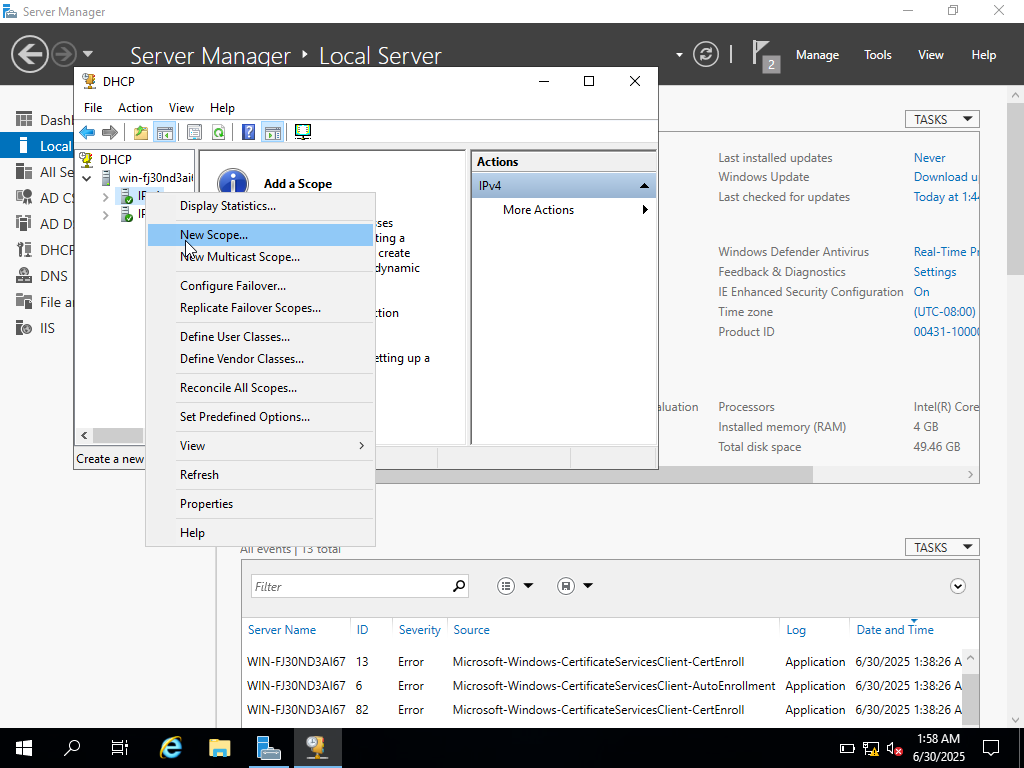 Server Manager
Server Manager ‣ Local Server
2
Manage Tools View Help
DHCP
File Action View Help
DHCP
win-fj30nd3ai
Create a new
Add a Scope
Actions
IPv4
More Actions
Display Statistics...
New Scope...
New Multicast Scope...
Configure Failover...
Replicate Failover Scopes...
Define User Classes...
Define Vendor Classes...
Reconcile All Scopes...
Set Predefined Options...
View
Refresh
Properties
Help
ting a
create
dynamic
etting up a
Local
All Se
AD CS
AD D
DHCP
DNS
File a
IIS
TASKS
Last installed updates Never
Windows Update Download u
Last checked for updates Today at 1:4
Windows Defender Antivirus Real-Time Pr
Feedback & Diagnostics Settings
IE Enhanced Security Configuration On
Time zone (UTC-08:00)
Product ID 00431-1000
Processors Intel(R) Core
Installed memory (RAM) 4 GB
Total disk space 49.46 GB
All events | 13 total
TASKS
Filter
Server Name ID Severity Source Log Date and Time
WIN-FJ30ND3AI67 13 Error Microsoft-Windows-CertificateServicesClient-CertEnroll Application 6/30/2025 1:38:26 A
WIN-FJ30ND3AI67 6 Error Microsoft-Windows-CertificateServicesClient-AutoEnrollment Application 6/30/2025 1:38:26 A
WIN-FJ30ND3AI67 82 Error Microsoft-Windows-CertificateServicesClient-CertEnroll Application 6/30/2025 1:38:26 A
1:58 AM
6/30/2025